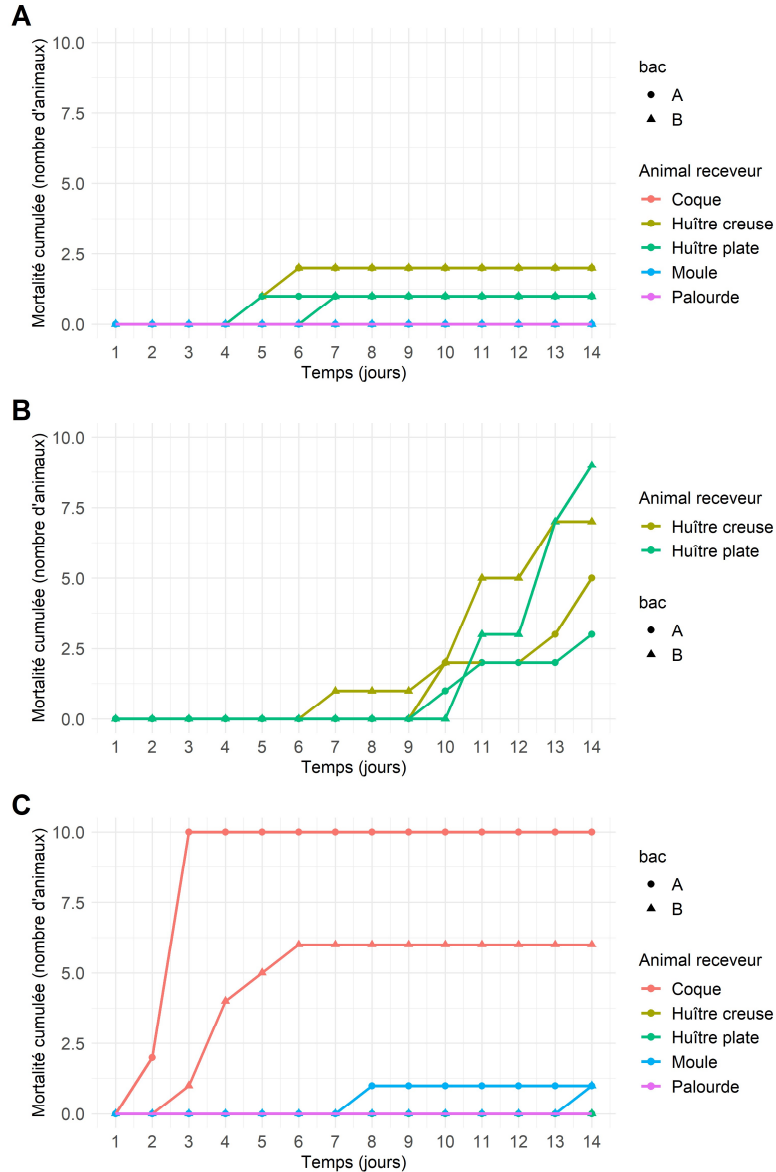 A
Mortalité cumulée (nombre d'animaux)
10.0
7.5
5.0
2.5
0.0
1 2 3 4 5 6 7 8 9 10 11 12 13 14
Temps (jours)
bac
A
B
Animal receveur
Coque
Huître creuse
Huître plate
Moule
Palourde
B
Mortalité cumulée (nombre d'animaux)
10.0
7.5
5.0
2.5
0.0
1 2 3 4 5 6 7 8 9 10 11 12 13 14
Temps (jours)
Animal receveur
Huître creuse
Huître plate
bac
A
B
C
Mortalité cumulée (nombre d'animaux)
10.0
7.5
5.0
2.5
0.0
1 2 3 4 5 6 7 8 9 10 11 12 13 14
Temps (jours)
bac
A
B
Animal receveur
Coque
Huître creuse
Huître plate
Moule
Palourde